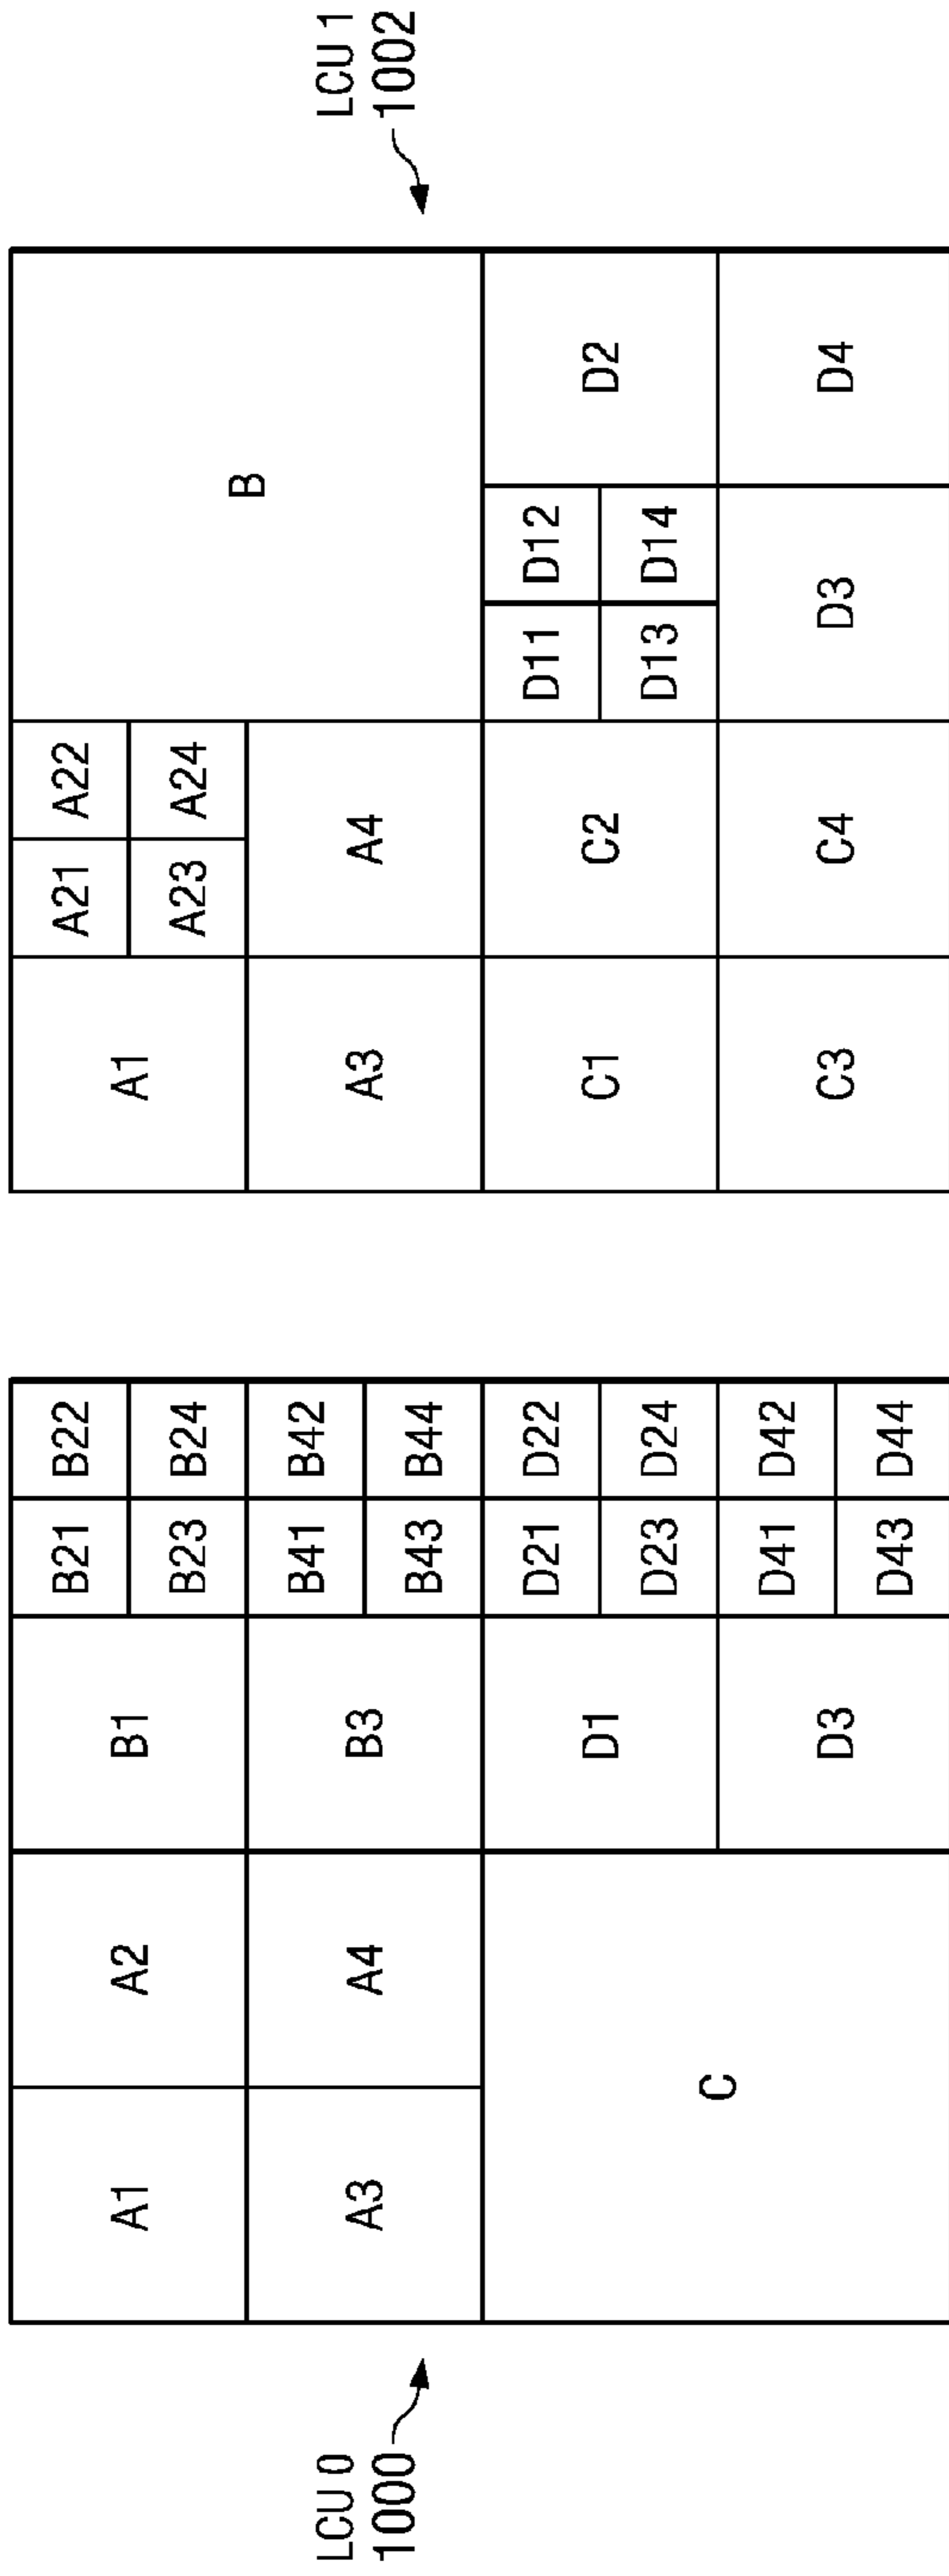 LCU 0
1000
A1
A2
B1
B21
B22
B23
B24
A3
A4
B3
B41
B42
B43
B44
C
D1
D21
D22
D23
D24
D3
D41
D42
D43
D44
LCU 1
1002
A1
A21
A22
A23
A24
B
A3
A4
C1
C2
D11
D12
D13
D14
D2
C3
C4
D3
D4